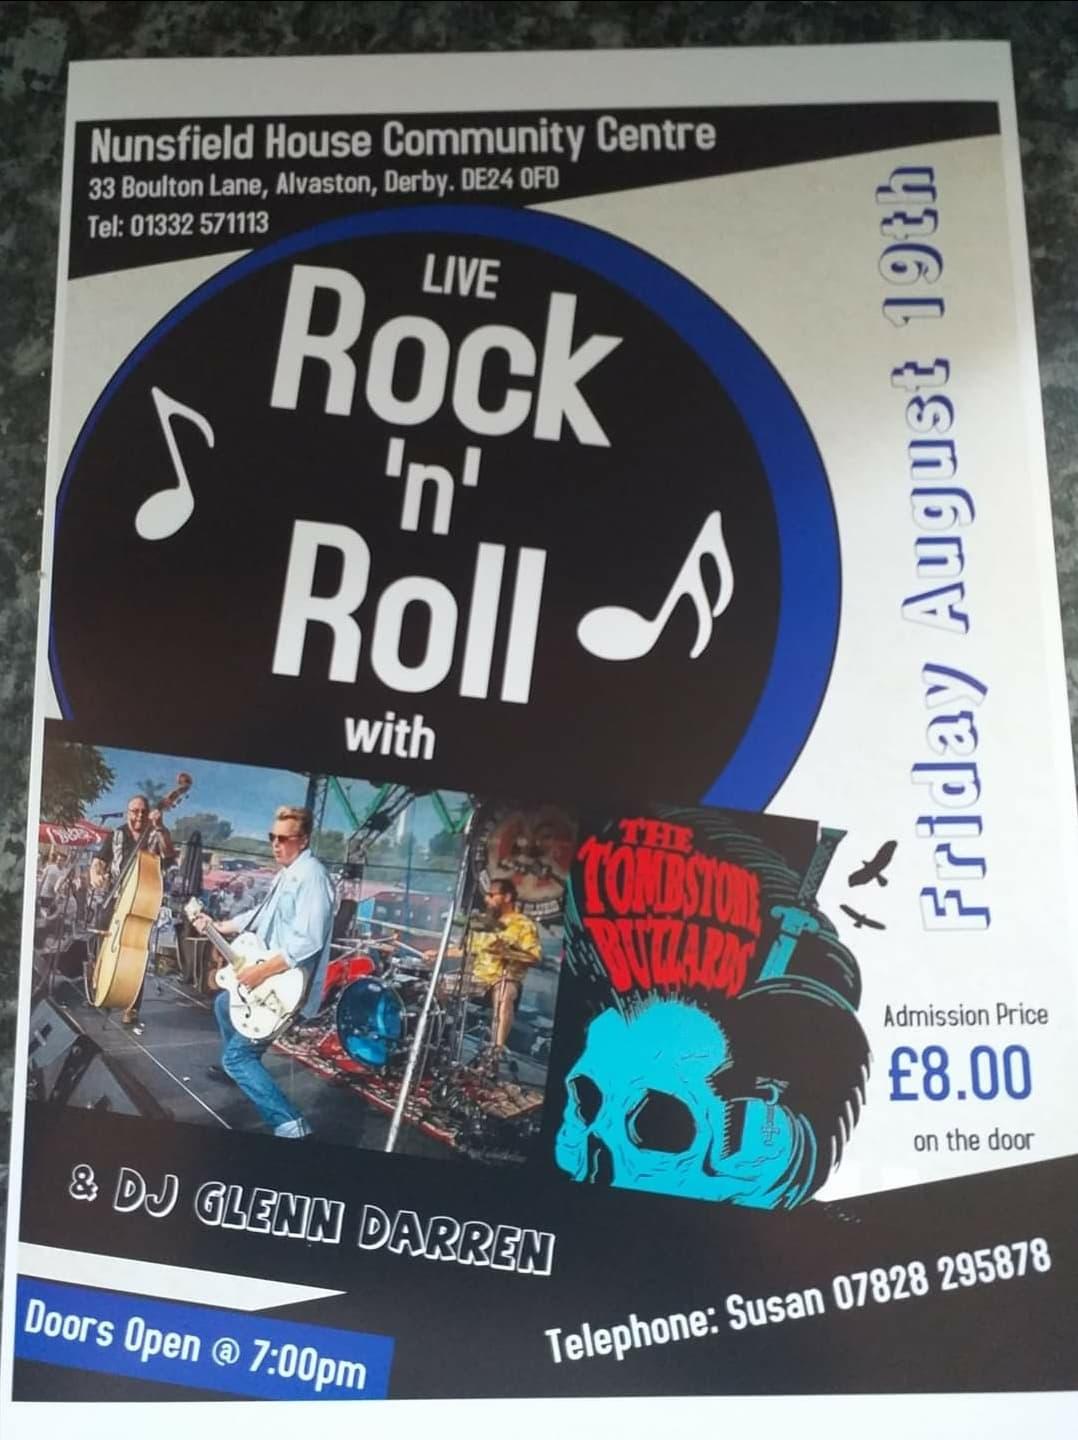 Nunsfield House Community Centre
33 Boulton Lane, Alvaston, Derby. DE24 0FD
Tel: 01332 571113
LIVE
Rock
'n'
Roll
with
Friday August 19th
THE
TOMBSTONE
BUZZARDS
Admission Price
£8.00
on the door
& DJ GLENN DARREN
Doors Open @ 7:00pm
Telephone: Susan 07828 295878